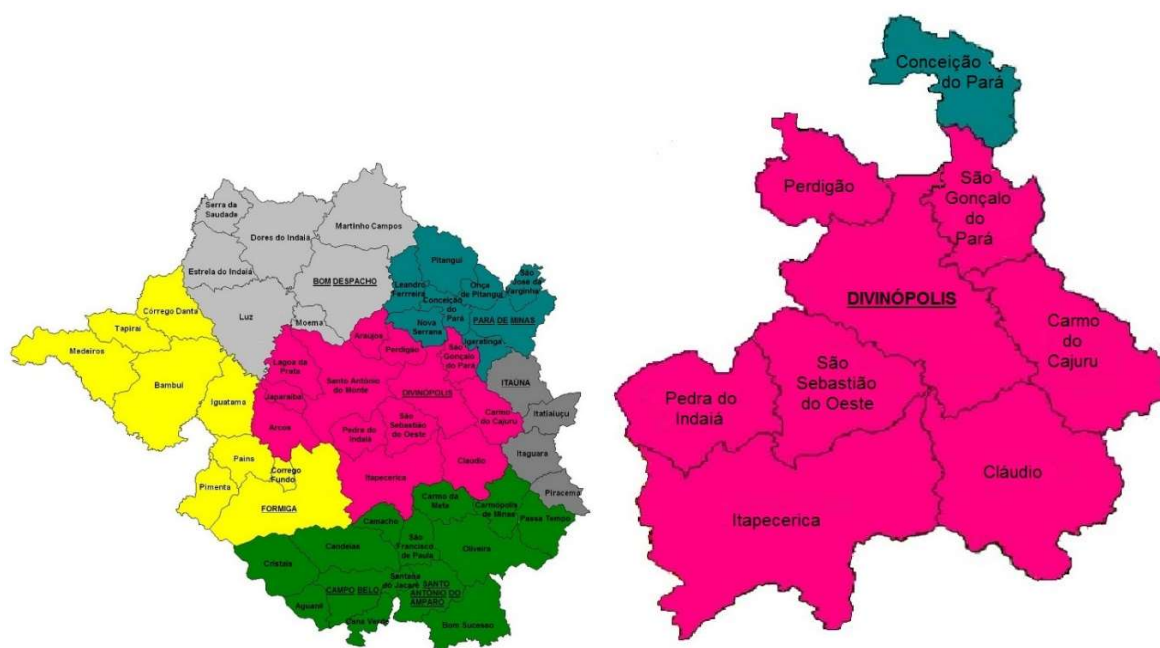 Serra da
Saudade
Dores do Indaiá
Martinho Campos
Estrela do Indaiá
BOM DESPACHO
Luz
Moema
Pitangui
Leandro
Ferrreira
Onça
de Pitangui
São
José da
Varginha
Conceição
do Pará
PARÁ DE MINAS
Nova
Serrana
Igaratinga
Córrego Danta
Tapiraí
Medeiros
Bambuí
Iguatama
Pains
Corrego
Fundo
Pimenta
FORMIGA
Araújos
Perdigão
São
Gonçalo
do Pará
Lagoa da
Prata
Santo Antônio
do Monte
DIVINÓPOLIS
Japaraíba
Arcos
Pedra do
Indaiá
São
Sebastião
do Oeste
Carmo
do Cajuru
Claudio
Itapecerica
ITAÚNA
Itatiaiuçu
Itaguara
Piracema
Carmo da
Mata
Carmópolis
de Minas
Passa Tempo
Camacho
Candeias
São
Francisco
de Paula
Oliveira
Cristais
Santana
do Jacaré
SANTO
ANTÔNIO DO
AMPARO
CAMPO BELO
Aguanil
Cana Verde
Bom Sucesso
Conceição
do Pará
Perdigão
São
Gonçalo
do
Pará
DIVINÓPOLIS
Carmo
do
Cajuru
São
Sebastião
do Oeste
Pedra do
Indaiá
Cláudio
Itapecerica